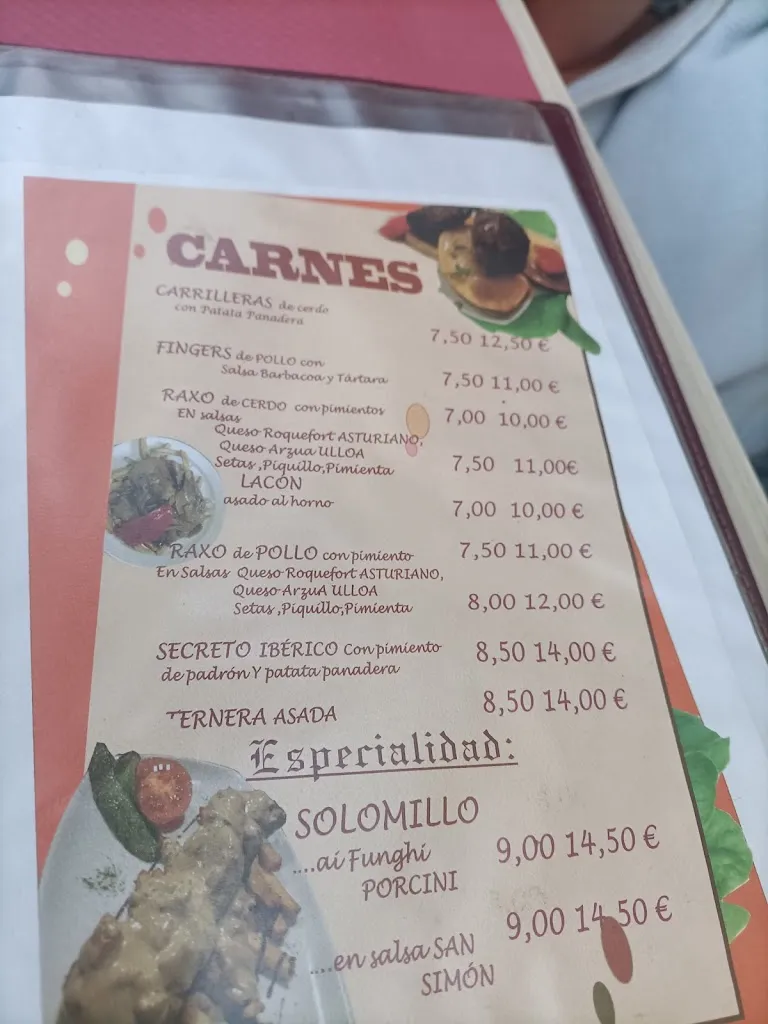 CARNES
CARRILLERAS de cerdo
con Patata Panadera
7,50 12,50 €
FINGERS de POLLO con
Salsa Barbacoa y Tártara
7,50 11,00 €
RAXO de CERDO con pimientos
7,00 10,00 €
EN salsas
Queso Roquefort ASTURIANO,
Queso Arzua ULLOA
Setas ,Piquillo,Pimienta
7,50 11,00€
LACÓN
asado al horno
7,00 10,00 €
RAXO de POLLO con pimiento
7,50 11,00 €
En Salsas Queso Roquefort ASTURIANO,
Queso ArzuA ULLOA
Setas ,Piquillo,Pimienta
8,00 12,00 €
SECRETO IBÉRICO Con pimiento
8,50 14,00 €
de padrón Y patata panadera
TERNERA ASADA
8,50 14,00 €
Especialidad:
SOLOMILLO
....ai Funghi
9,00 14,50 €
PORCINI
....en salsa SAN
9,00 14,50 €
SIMÓN